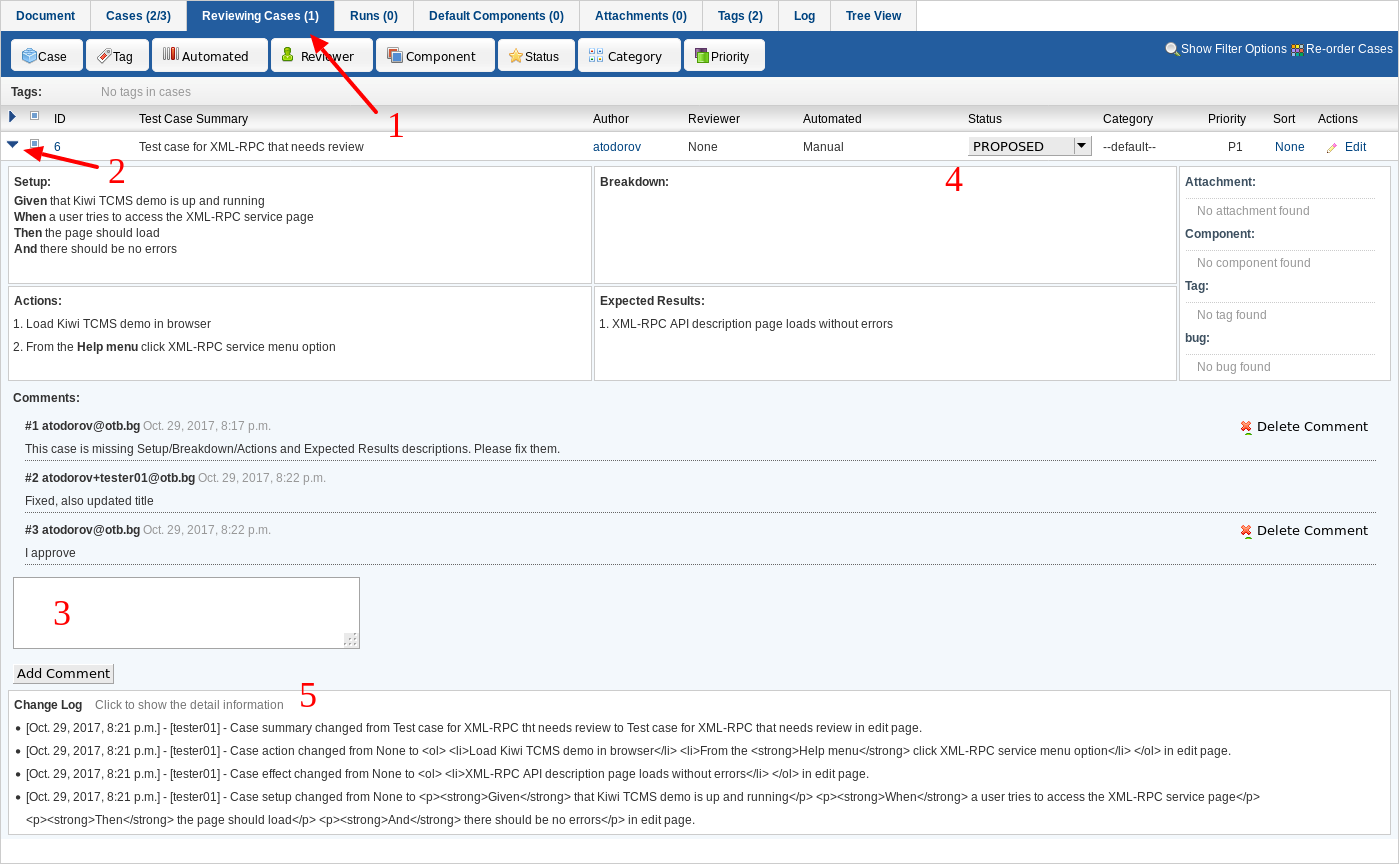 Document Cases (2/3) Reviewing Cases (1) Runs (0) Default Components (0) Attachments (0) Tags (2) Log Tree View
Case Tag Automated Reviewer Component Status Category Priority Show Filter Options Re-order Cases
Tags: No tags in cases
1
ID Test Case Summary Author Reviewer Automated Status Category Priority Sort Actions
6 Test case for XML-RPC that needs review atodorov None Manual PROPOSED --default-- P1 None Edit
2
4
Setup:
Given that Kiwi TCMS demo is up and running
When a user tries to access the XML-RPC service page
Then the page should load
And there should be no errors
Breakdown:
Attachment:
No attachment found
Component:
No component found
Tag:
No tag found
bug:
No bug found
Actions:
1. Load Kiwi TCMS demo in browser
2. From the Help menu click XML-RPC service menu option
Expected Results:
1. XML-RPC API description page loads without errors
Comments:
#1 atodorov@otb.bg Oct. 29, 2017, 8:17 p.m. Delete Comment
This case is missing Setup/Breakdown/Actions and Expected Results descriptions. Please fix them.
#2 atodorov+tester01@otb.bg Oct. 29, 2017, 8:22 p.m.
Fixed, also updated title
#3 atodorov@otb.bg Oct. 29, 2017, 8:22 p.m. Delete Comment
I approve
3
Add Comment
5
Change Log Click to show the detail information
• [Oct. 29, 2017, 8:21 p.m.] - [tester01] - Case summary changed from Test case for XML-RPC tht needs review to Test case for XML-RPC that needs review in edit page.
• [Oct. 29, 2017, 8:21 p.m.] - [tester01] - Case action changed from None to <ol> <li>Load Kiwi TCMS demo in browser</li> <li>From the <strong>Help menu</strong> click XML-RPC service menu option</li> </ol> in edit page.
• [Oct. 29, 2017, 8:21 p.m.] - [tester01] - Case effect changed from None to <ol> <li>XML-RPC API description page loads without errors</li> </ol> in edit page.
• [Oct. 29, 2017, 8:21 p.m.] - [tester01] - Case setup changed from None to <p><strong>Given</strong> that Kiwi TCMS demo is up and running</p> <p><strong>When</strong> a user tries to access the XML-RPC service page</p>
<p><strong>Then</strong> the page should load</p> <p><strong>And</strong> there should be no errors</p> in edit page.